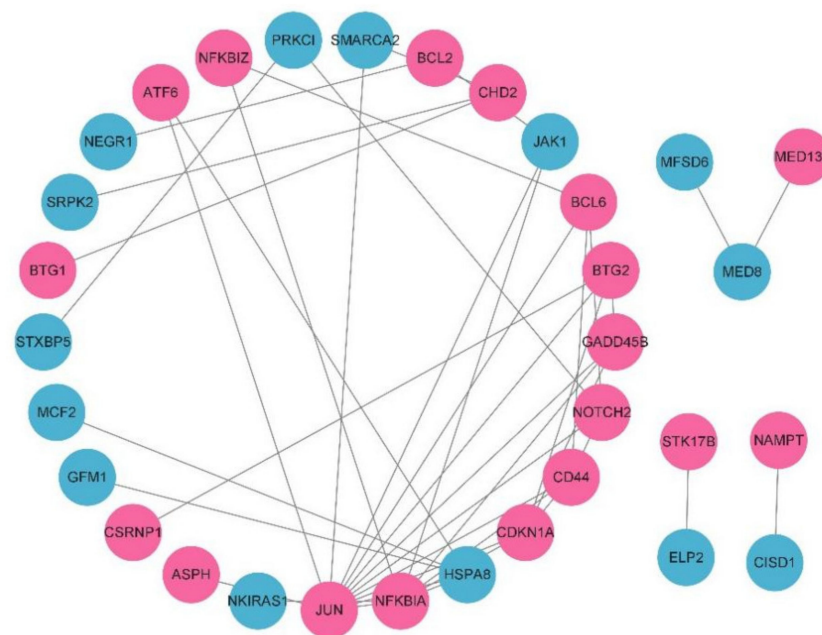 PRKCI
SMARCA2
NFKBIZ
BCL2
ATF6
CHD2
NEGR1
JAK1
MFSD6
MED13
SRPK2
BCL6
BTG1
BTG2
MED8
STXBP5
GADD45B
MCF2
NOTCH2
STK17B
NAMPT
GFM1
CD44
CSRNP1
CDKN1A
ELP2
CISD1
ASPH
HSPA8
NKIRAS1
JUN
NFKBIA